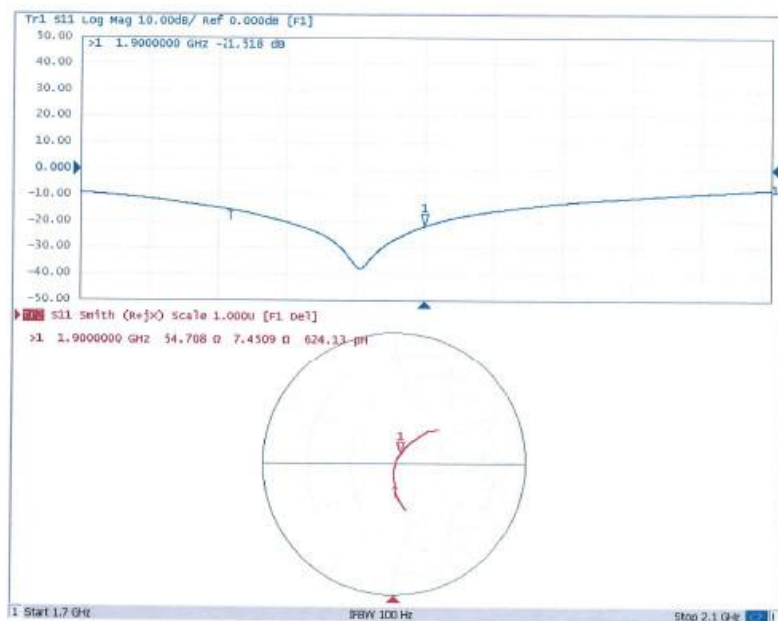 Tr1 S11 Log Mag 10.00dB/ Ref 0.000dB [F1]
50.00
>1 1.9000000 GHz -21.518 dB
40.00
30.00
20.00
10.00
0.000
-10.00
1
-20.00
-30.00
-40.00
-50.00
S11 Smith (R+jX) Scale 1.000U [F1 Del]
>1 1.9000000 GHz 54.708 Ω 7.4509 Ω 624.13 pH
1
1 Start 1.7 GHz IFBW 100 Hz Stop 2.1 GHz